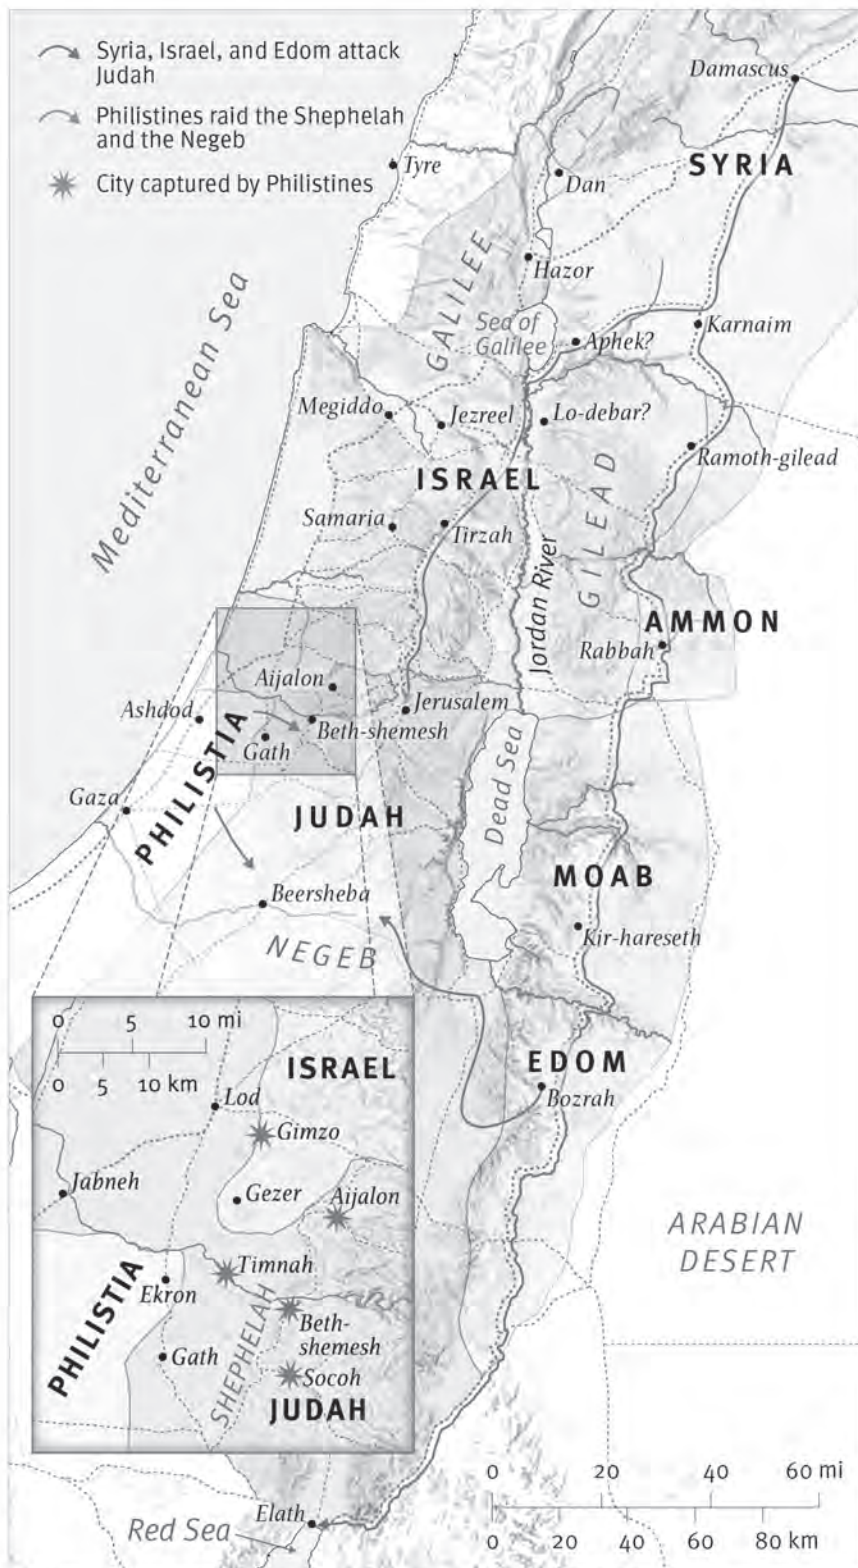 Syria, Israel, and Edom attack
Judah
Philistines raid the Shephelah
and the Negeb
City captured by Philistines
Damascus
SYRIA
Tyre
Dan
Hazor
GALILEE
Sea of
Galilee
Aphek?
Karnaim
Mediterranean Sea
Megiddo
Jezreel
Lo-debar?
Ramoth-gilead
ISRAEL
GILEAD
Samaria
Tirzah
Jordan River
AMMON
Rabbah
Aijalon
Ashdod
Jerusalem
Beth-shemesh
Gath
PHILISTIA
Gaza
JUDAH
Dead Sea
MOAB
Beersheba
Kir-hareseth
NEGEB
EDOM
Bozrah
0 5 10 mi
0 5 10 km
ISRAEL
Lod
Gimzo
Jabneh
Gezer
Aijalon
Timnah
PHILISTIA
Ekron
Beth-
shemesh
Gath
SHEPHELAH
Socoh
JUDAH
ARABIAN
DESERT
0 20 40 60 mi
0 20 40 60 80 km
Elath
Red Sea